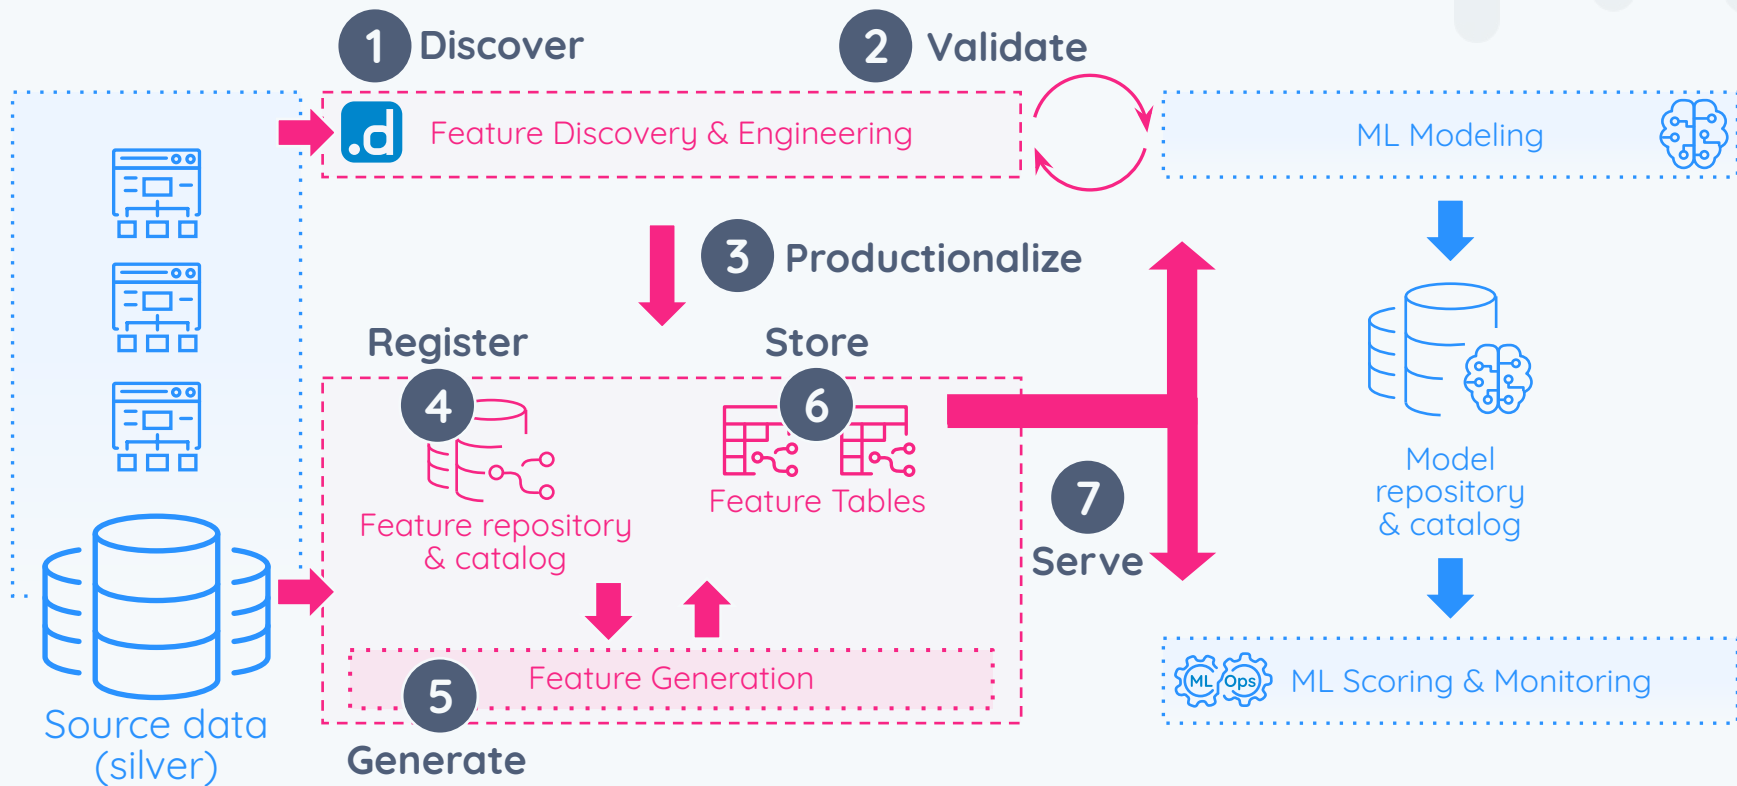 1 Discover
2 Validate
.d Feature Discovery & Engineering
ML Modeling
3 Productionalize
Register
4
Store
6
Feature repository
& catalog
Feature Tables
7
Serve
Model
repository
& catalog
5 Feature Generation
Generate
ML Ops ML Scoring & Monitoring
Source data
(silver)